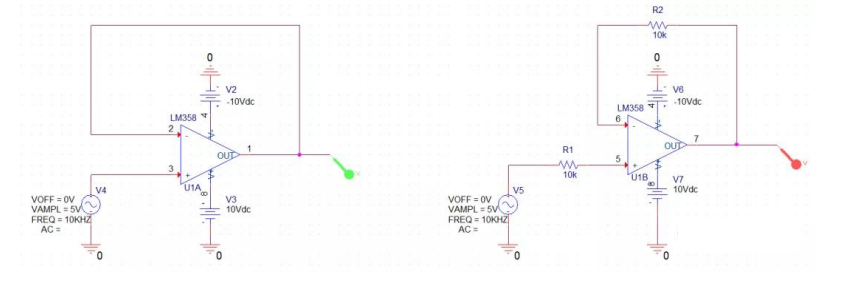 0
V2
-10Vdc
LM358
4
2
-
OUT
1
3
+
U1A
8
V3
10Vdc
V4
VOFF = 0V
VAMPL = 5V
FREQ = 10KHZ
AC =
0
0
R2
10k
0
V6
-10Vdc
LM358
4
6
-
OUT
7
R1
10k
5
+
U1B
8
V7
10Vdc
V5
VOFF = 0V
VAMPL = 5V
FREQ = 10KHZ
AC =
0
0